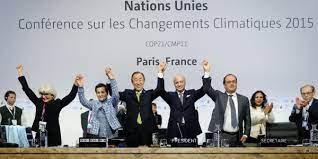 Nations Unies
Conférence sur les Changements Climatiques 2015
COP21/CMP11
Paris, France
PRESIDENT
SECRETAIRE